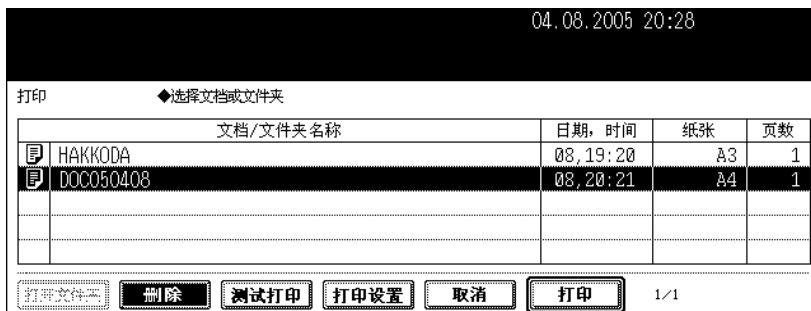 04.08.2005 20:28
打印 ◆选择文档或文件夹
文档/文件夹名称 日期，时间 纸张 页数
HAKKODA 08,19:20 A3 1
DOC050408 08,20:21 A4 1
打开文件夹 删除 测试打印 打印设置 取消 打印 1/1